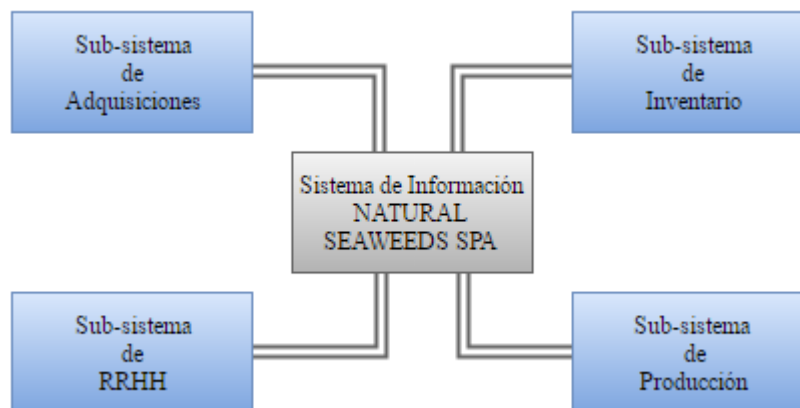 Sub-sistema
de
Adquisiciones
Sub-sistema
de
Inventario
Sistema de Información
NATURAL
SEAWEEDS SPA
Sub-sistema
de
RRHH
Sub-sistema
de
Producción